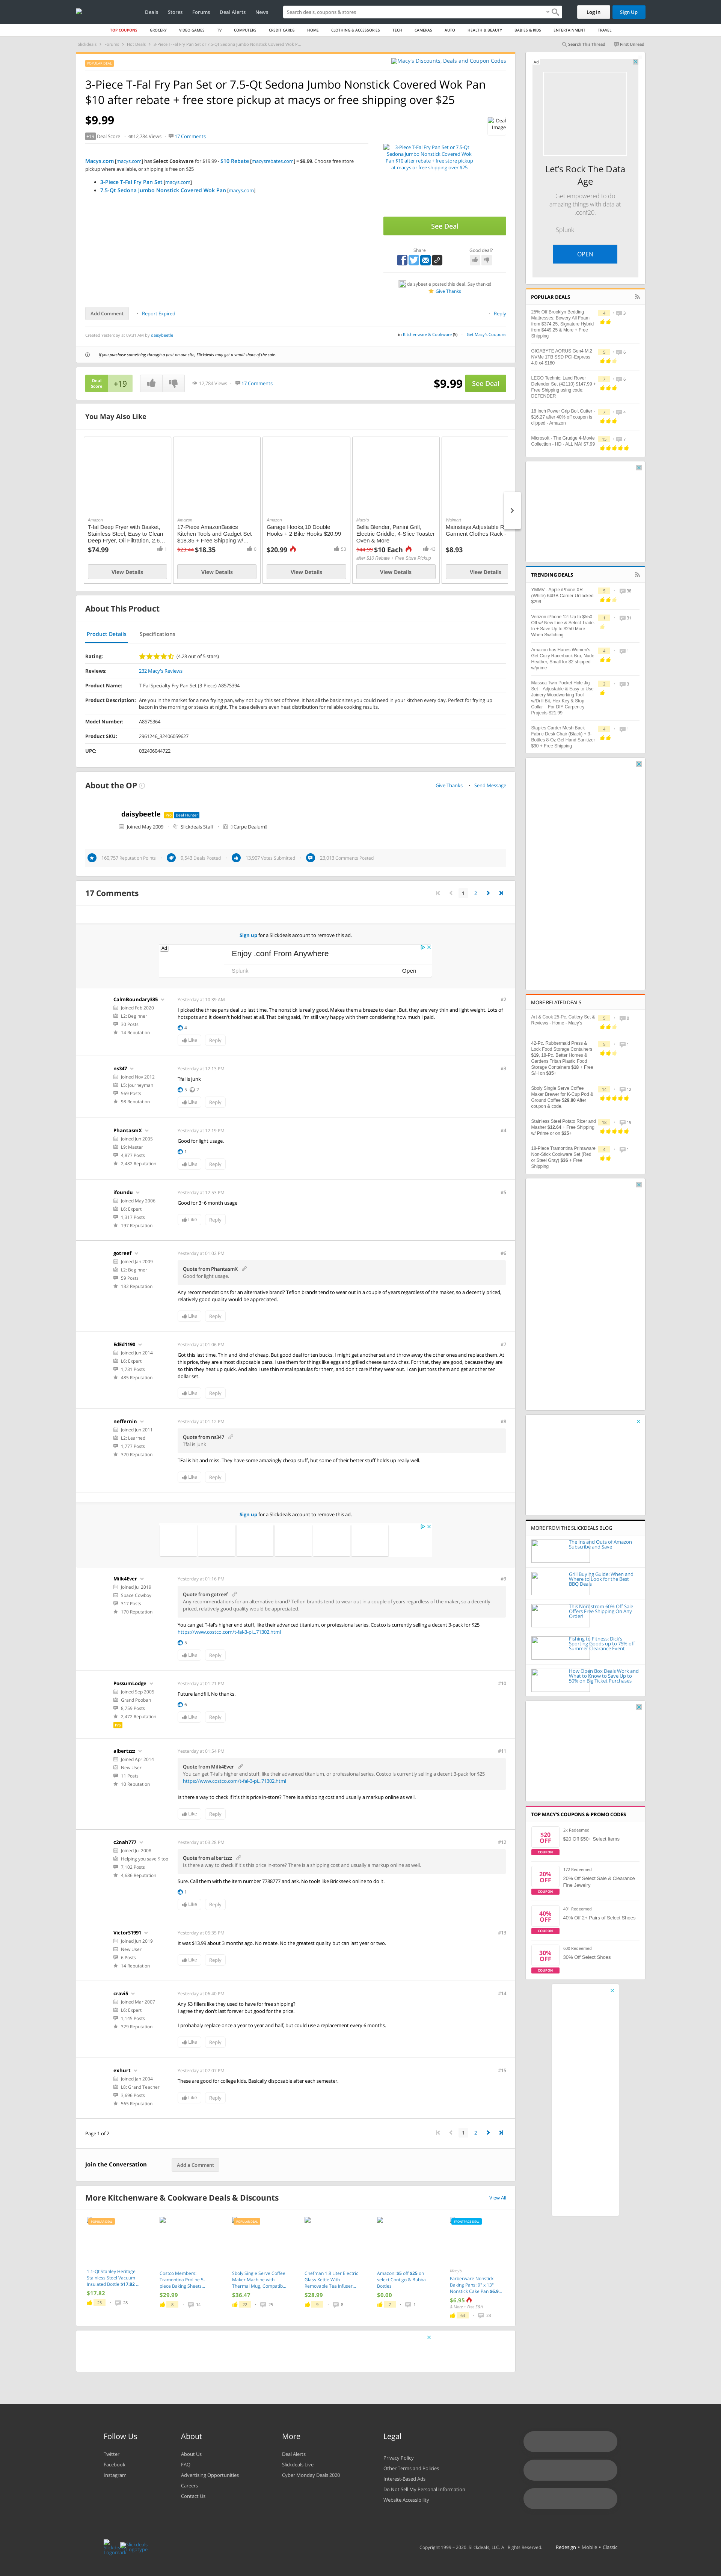 Deals Stores Forums Deal Alerts News
Search deals, coupons & stores
Log In Sign Up
TOP COUPONS GROCERY VIDEO GAMES TV COMPUTERS CREDIT CARDS HOME CLOTHING & ACCESSORIES TECH CAMERAS AUTO HEALTH & BEAUTY BABIES & KIDS ENTERTAINMENT TRAVEL
Slickdeals > Forums > Hot Deals > 3-Piece T-Fal Fry Pan Set or 7.5-Qt Sedona Jumbo Nonstick Covered Wok P...
Search This Thread First Unread
Macy's Discounts, Deals and Coupon Codes
3-Piece T-Fal Fry Pan Set or 7.5-Qt Sedona Jumbo Nonstick Covered Wok Pan
$10 after rebate + free store pickup at macys or free shipping over $25
$9.99
+19 Deal Score 12,784 Views 17 Comments
Macys.com [macys.com] has Select Cookware for $19.99 - $10 Rebate [macysrebates.com] = $9.99. Choose free
store pickup where available, or shipping is free on $25
3-Piece T-Fal Fry Pan Set [macys.com]
7.5-Qt Sedona Jumbo Nonstick Covered Wok Pan [macys.com]
Deal
Image
3-Piece T-Fal Fry Pan Set or 7.5-Qt
Sedona Jumbo Nonstick Covered Wok
Pan $10 after rebate + free store pickup
at macys or free shipping over $25
See Deal
Share
Good deal?
daisybeetle posted this deal. Say thanks!
Give Thanks
Add Comment Report Expired Reply
Created Yesterday at 09:31 AM by daisybeetle
in Kitchenware & Cookware (5) Get Macy's Coupons
If you purchase something through a post on our site, Slickdeals may get a small share of the sale.
Deal
Score
+19
12,784 Views 17 Comments
$9.99 See Deal
You May Also Like
Amazon
T-fal Deep Fryer with Basket,
Stainless Steel, Easy to Clean
Deep Fryer, Oil Filtration, 2.6...
$74.99 1
View Details
Amazon
17-Piece AmazonBasics
Kitchen Tools and Gadget Set
$18.35 + Free Shipping w/...
$23.44 $18.35 0
View Details
Amazon
Garage Hooks,10 Double
Hooks + 2 Bike Hooks $20.99
$20.99 53
View Details
Macy's
Bella Blender, Panini Grill,
Electric Griddle, 4-Slice Toaster
Oven & More
$44.99 $10 Each 63
after $10 Rebate + Free Store Pickup
View Details
Walmart
Mainstays Adjustable R
Garment Clothes Rack -
$8.93
View Details
About This Product
Product Details Specifications
Rating: (4.28 out of 5 stars)
Reviews: 232 Macy's Reviews
Product Name: T-Fal Specialty Fry Pan Set (3-Piece)-A8575394
Product Description: Are you in the market for a new frying pan, why not buy this set of three. It has all the basic sizes you could need in your kitchen every day. Perfect for frying up
bacon in the morning or steaks at night. The base delivers even heat distribution for reliable cooking results.
Model Number: A8575364
Product SKU: 2961246_32406059627
UPC: 032406044722
About the OP
Give Thanks Send Message
daisybeetle Pro Deal Hunter
Joined May 2009 Slickdeals Staff Carpe Dealum!
160,757 Reputation Points 9,543 Deals Posted 13,907 Votes Submitted 23,013 Comments Posted
17 Comments
1 2
Sign up for a Slickdeals account to remove this ad.
Ad
Enjoy .conf From Anywhere
Splunk
Open
CalmBoundary335
Joined Feb 2020
L2: Beginner
30 Posts
14 Reputation
Yesterday at 10:39 AM
#2
I picked the three pans deal up last time. The nonstick is really good. Makes them a breeze to clean. But, they are very thin and light weight. Lots of
hotspots as it doesn't hold heat at all. That being said, I'm still very happy with them considering how much I paid.
4
Like Reply
ns347
Joined Nov 2012
L3: Journeyman
569 Posts
98 Reputation
Yesterday at 12:13 PM
#3
Tfal is junk
5 2
Like Reply
PhantasmX
Joined Jun 2005
L9: Master
4,877 Posts
2,482 Reputation
Yesterday at 12:19 PM
#4
Good for light usage.
1
Like Reply
ifoundu
Joined May 2006
L6: Expert
1,317 Posts
197 Reputation
Yesterday at 12:53 PM
#5
Good for 3~6 month usage
Like Reply
gotreef
Joined Jan 2009
L2: Beginner
59 Posts
132 Reputation
Yesterday at 01:02 PM
#6
Quote from PhantasmX
Good for light usage.
Any recommendations for an alternative brand? Teflon brands tend to wear out in a couple of years regardless of the maker, so a decently priced,
relatively good quality would be appreciated.
Like Reply
EdEd1190
Joined Jun 2014
L6: Expert
1,731 Posts
485 Reputation
Yesterday at 01:06 PM
#7
Got this last time. Thin and kind of cheap. But good deal for ten bucks, I might get another set and throw away the other ones and replace them. At
this price, they are almost disposable pans. I use them for things like eggs and grilled cheese sandwiches. For that, they are good, because they are
so thin they heat up quick. And also I use thin metal spatulas for them, and don't care if they wear out. I can just toss them and get another ten
dollar set.
Like Reply
neffernin
Joined Jun 2011
L2: Learned
1,777 Posts
320 Reputation
Yesterday at 01:12 PM
#8
Quote from ns347
Tfal is junk
TFal is hit and miss. They have some amazingly cheap stuff, but some of their better stuff holds up really well.
Like Reply
Sign up for a Slickdeals account to remove this ad.
Milk4Ever
Joined Jul 2019
Space Cowboy
317 Posts
170 Reputation
Yesterday at 01:16 PM
#9
Quote from gotreef
Any recommendations for an alternative brand? Teflon brands tend to wear out in a couple of years regardless of the maker, so a decently
priced, relatively good quality would be appreciated.
You can get T-fal's higher end stuff, like their advanced titanium, or professional series. Costco is currently selling a decent 3-pack for $25
https://www.costco.com/t-fal-3-pi...71302.html
3
Like Reply
PossumLodge
Joined Sep 2005
Grand Poobah
8,759 Posts
2,472 Reputation
Pro
Yesterday at 01:21 PM
#10
Future landfill. No thanks.
6
Like Reply
albertzzz
Joined Apr 2014
New User
11 Posts
19 Reputation
Yesterday at 01:54 PM
#11
Quote from Milk4Ever
You can get T-fal's higher end stuff, like their advanced titanium, or professional series. Costco is currently selling a decent 3-pack for $25
https://www.costco.com/t-fal-3-pi...71302.html
Is there a way to check if it's this price in-store? There is a shipping cost and usually a markup online as well.
Like Reply
c2nah777
Joined Jul 2008
Helping you save $ too
7,102 Posts
4,686 Reputation
Yesterday at 03:28 PM
#12
Quote from albertzzz
Is there a way to check if it's this price in-store? There is a shipping cost and usually a markup online as well.
Sure. Call them with the item number 7788777 and ask. No tools like Brickseek online to do it.
1
Like Reply
Victor51991
Joined Jun 2019
New User
6 Posts
14 Reputation
Yesterday at 05:35 PM
#13
It was $13.99 about 3 months ago. No rebate. No the greatest quality but can last year or two.
Like Reply
cravi5
Joined Mar 2007
L6: Expert
1,145 Posts
329 Reputation
Yesterday at 06:40 PM
#14
Any $3 fillers like they used to have for free shipping?
I agree they don't last forever but good for the price.
I probabaly replace once a year to year and half, but could use a replacement every 6 months.
Like Reply
exhurt
Joined Jan 2004
L8: Grand Teacher
3,696 Posts
565 Reputation
Yesterday at 07:07 PM
#15
These are good for college kids. Basically disposable after each semester.
Like Reply
Page 1 of 2
1 2
Join the Conversation
Add a Comment
More Kitchenware & Cookware Deals & Discounts
View All
1.1-Qt Stanley Heritage
Stainless Steel Vacuum
Insulated Bottle $17.82 ...
$17.82
25 28
Costco Members:
Tramontina Proline 5-
piece Baking Sheets...
$29.99
8 14
Sboly Single Serve Coffee
Maker Machine with
Thermal Mug, Compatib...
$36.47
22 25
Chefman 1.8 Liter Electric
Glass Kettle With
Removable Tea Infuser...
$28.99
9 8
Amazon: $5 off $25 on
select Contigo & Bubba
Bottles
$0.00
7 1
Macy's
Farberware Nonstick
Baking Pans: 9" x 13"
Nonstick Cake Pan $6.9...
$6.95
& More + Free S&H
68 23
Ad
Let's Rock The Data
Age
Get empowered to do
amazing things with data at
.conf20.
Splunk
OPEN
POPULAR DEALS
25% Off Brooklyn Bedding
Mattresses: Bowery All Foam
from $374.25, Signature Hybrid
from $449.25 & More + Free
Shipping
4 3
GIGABYTE AORUS Gen4 M.2
NVMe 1TB SSD PCI-Express
4.0 x4 $160
5 6
LEGO Technic: Land Rover
Defender Set (42110) $147.99 +
Free Shipping using code:
DEFENDER
7 6
18 Inch Power Grip Bolt Cutter -
$16.27 after 40% off coupon is
clipped - Amazon
7 4
Microsoft - The Grudge 4-Movie
Collection - HD - ALL MA! $7.99
15 7
TRENDING DEALS
YMMV - Apple iPhone XR
(White) 64GB Carrier Unlocked
$299
5 38
Verizon iPhone 12: Up to $550
Off w/ New Line & Select Trade-
In + Save Up to $250 More
When Switching
1 31
Amazon has Hanes Women's
Get Cozy Racerback Bra, Nude
Heather, Small for $2 shipped
w/prime
4 1
Massca Twin Pocket Hole Jig
Set – Adjustable & Easy to Use
Joinery Woodworking Tool
w/Drill Bit, Hex Key & Stop
Collar – For DIY Carpentry
Projects $21.99
2 2
Staples Carder Mesh Back
Fabric Desk Chair (Black) + 3-
Bottles 8-Oz Gel Hand Sanitizer
$90 + Free Shipping
4 1
MORE RELATED DEALS
Art & Cook 25-Pc. Cutlery Set &
Reviews - Home - Macy's
5 0
42-Pc. Rubbermaid Press &
Lock Food Storage Containers
$19, 18-Pc. Better Homes &
Gardens Tritan Plastic Food
Storage Containers $18 + Free
S/H on $35+
5 1
Sboly Single Serve Coffee
Maker Brewer for K-Cup Pod &
Ground Coffee $29.80 After
coupon & code.
14 12
Stainless Steel Potato Ricer and
Masher $12.64 + Free Shipping
w/ Prime or on $25+
18 16
18-Piece Tramontina Primaware
Non-Stick Cookware Set (Red
or Steel Gray) $36 + Free
Shipping
4 1
MORE FROM THE SLICKDEALS BLOG
The Ins and Outs of Amazon
Subscribe and Save
Grill Buying Guide: When and
Where to Look for the Best
BBQ Deals
This Nordstrom 60% Off Sale
Offers Free Shipping On Any
Order!
Fishing to Fitness: Dick's
Sporting Goods up to 75% off
Summer Clearance Event
How Open Box Deals Work and
What to Know to Save Up to
50% on Big Ticket Purchases
TOP MACY'S COUPONS & PROMO CODES
$20
OFF
COUPON
2k Redeemed
$20 Off $50+ Select Items
20%
OFF
COUPON
172 Redeemed
20% Off Select Sale & Clearance
Fine Jewelry
40%
OFF
COUPON
491 Redeemed
40% Off 2+ Pairs of Select Shoes
30%
OFF
COUPON
600 Redeemed
30% Off Select Shoes
Follow Us
Twitter
Facebook
Instagram
About
About Us
FAQ
Advertising Opportunities
Careers
Contact Us
More
Deal Alerts
Slickdeals Live
Cyber Monday Deals 2020
Legal
Privacy Policy
Other Terms and Policies
Interest-Based Ads
Do Not Sell My Personal Information
Website Accessibility
Copyright 1999 - 2020. Slickdeals, LLC. All Rights Reserved. Redesign • Mobile • Classic